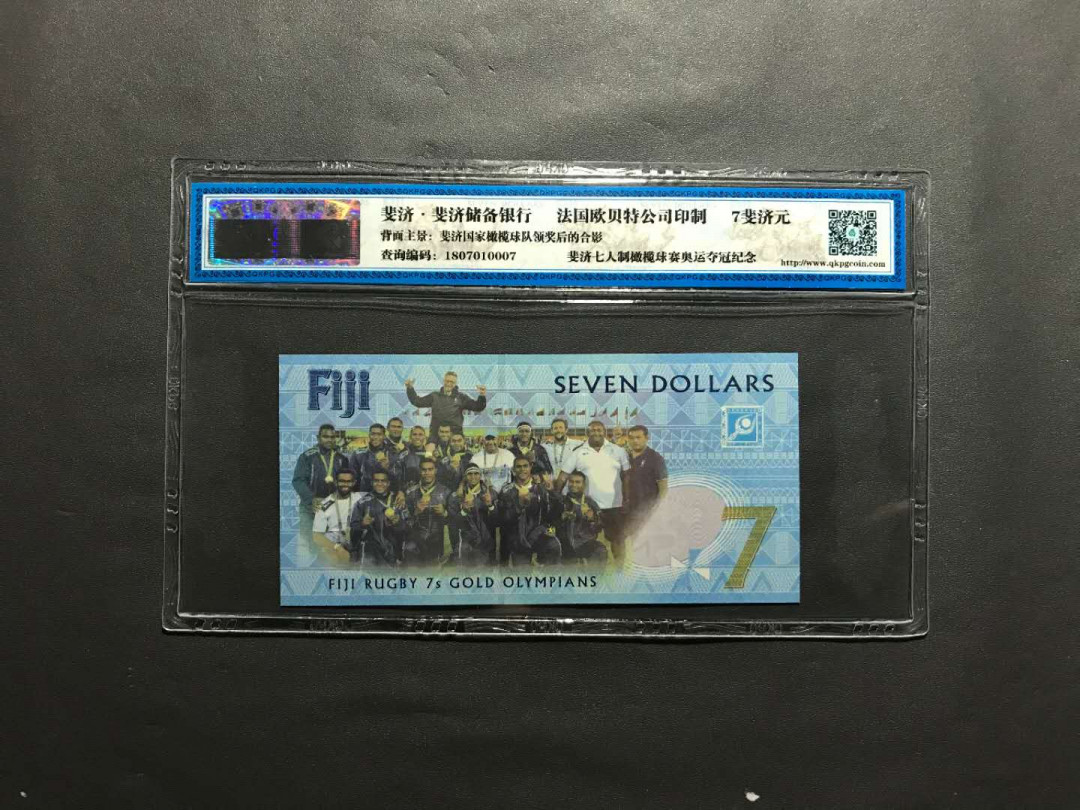 斐济·斐济储备银行 法国欧贝特公司印制 7斐济元
背面主景：斐济国家橄榄球队领奖后的合影
查询编码：1807010007 斐济七人制橄榄球赛奥运夺冠纪念
http://www.qkpgcoin.com
Fiji SEVEN DOLLARS
7
FIJI RUGBY 7s GOLD OLYMPIANS